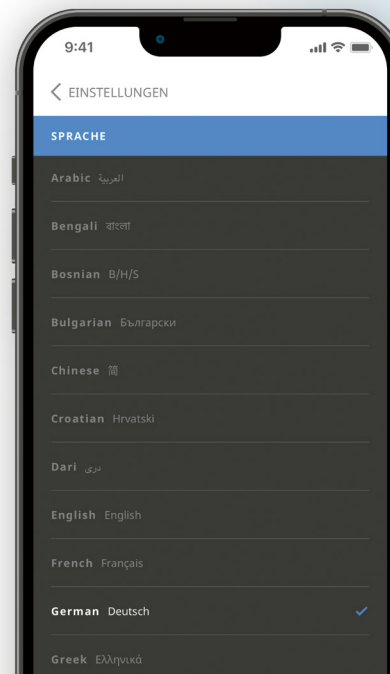 9:41
EINSTELLUNGEN
SPRACHE
Arabic العربية
Bengali বাংলা
Bosnian B/H/S
Bulgarian Български
Chinese 简
Croatian Hrvatski
Dari دری
English English
French Français
German Deutsch
Greek Ελληνικά